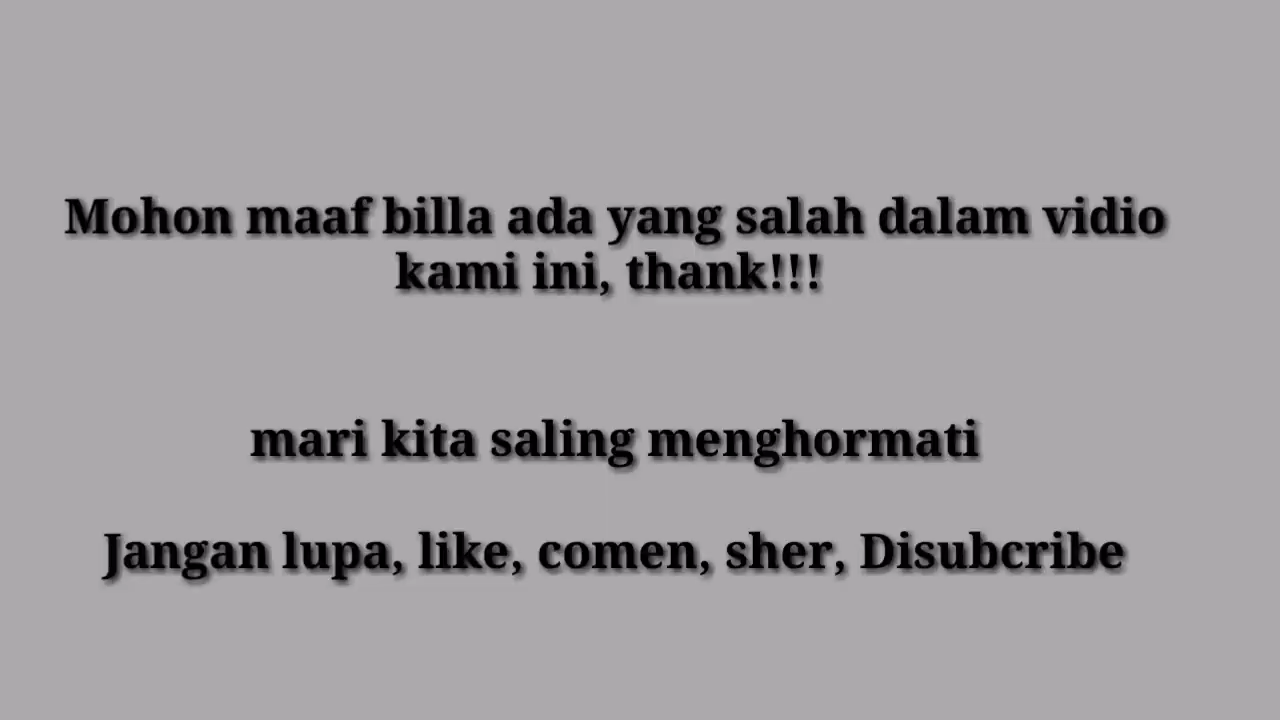 Mohon maaf billa ada yang salah dalam vidio
kami ini, thank!!!
mari kita saling menghormati
Jangan lupa, like, comen, sher, Disubcribe